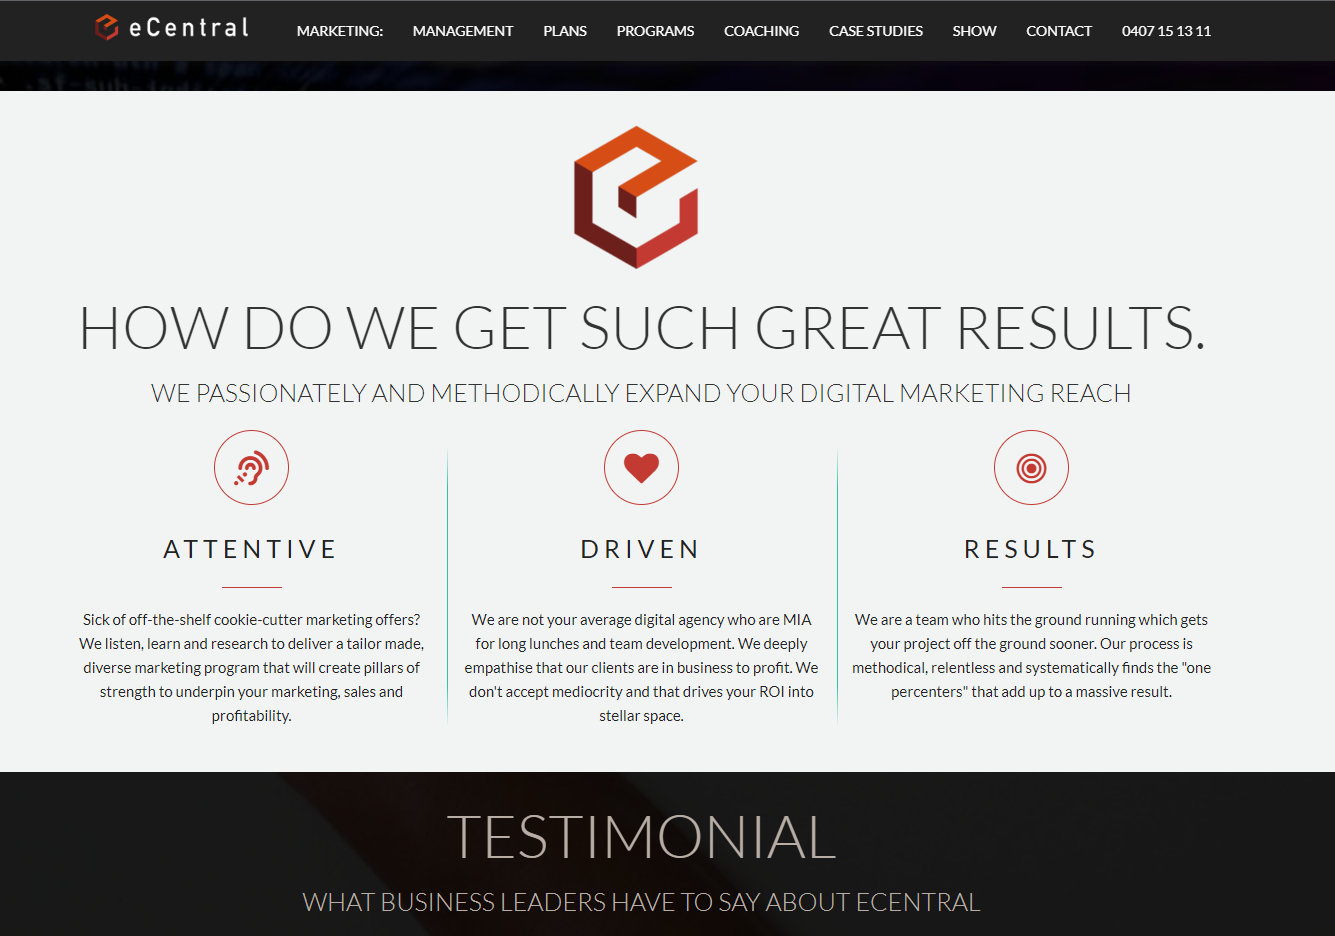 eCentral
MARKETING: MANAGEMENT PLANS PROGRAMS COACHING CASE STUDIES SHOW CONTACT 0407 15 13 11
HOW DO WE GET SUCH GREAT RESULTS.
WE PASSIONATELY AND METHODICALLY EXPAND YOUR DIGITAL MARKETING REACH
ATTENTIVE
Sick of off-the-shelf cookie-cutter marketing offers?
We listen, learn and research to deliver a tailor made,
diverse marketing program that will create pillars of
strength to underpin your marketing, sales and
profitability.
DRIVEN
We are not your average digital agency who are MIA
for long lunches and team development. We deeply
empathise that our clients are in business to profit. We
don't accept mediocrity and that drives your ROI into
stellar space.
RESULTS
We are a team who hits the ground running which gets
your project off the ground sooner. Our process is
methodical, relentless and systematically finds the "one
percenters" that add up to a massive result.
TESTIMONIAL
WHAT BUSINESS LEADERS HAVE TO SAY ABOUT ECENTRAL